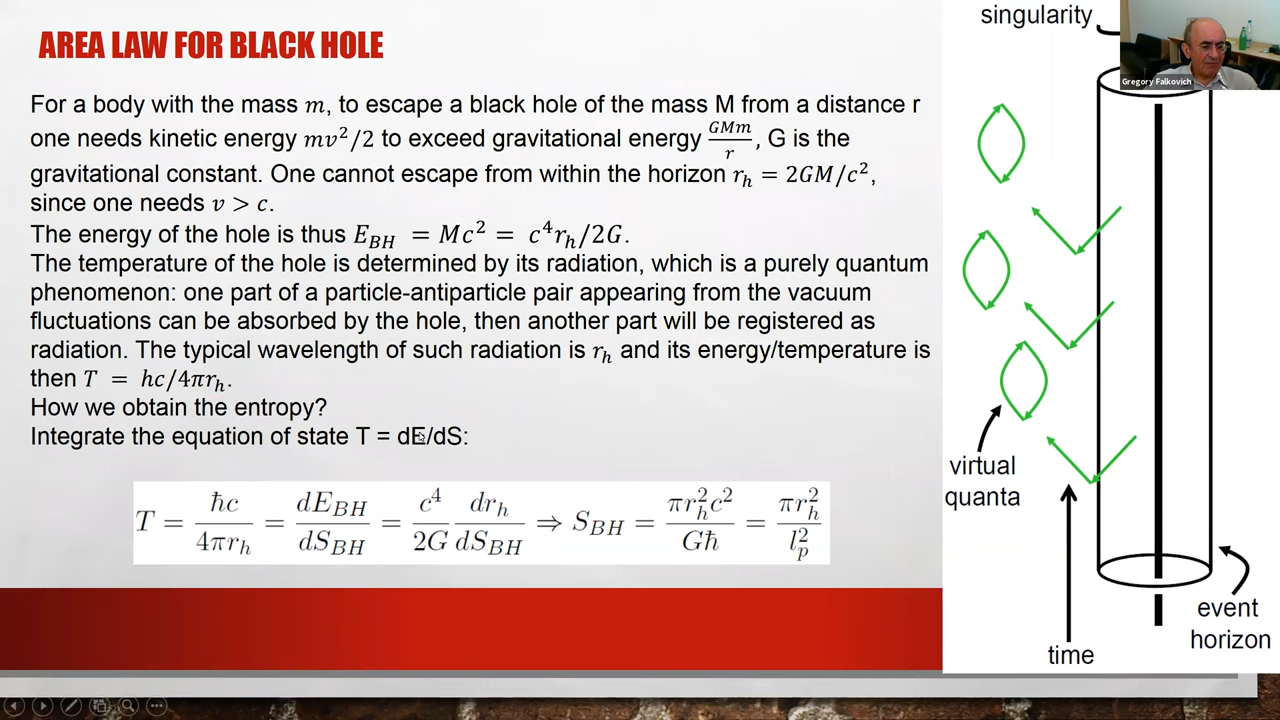 AREA LAW FOR BLACK HOLE
For a body with the mass m, to escape a black hole of the mass M from a distance r
one needs kinetic energy mv²/2 to exceed gravitational energy GMm/r, G is the
gravitational constant. One cannot escape from within the horizon r_h = 2GM/c²,
since one needs v > c.
The energy of the hole is thus E_BH = Mc² = c⁴r_h/2G.
The temperature of the hole is determined by its radiation, which is a purely quantum
phenomenon: one part of a particle-antiparticle pair appearing from the vacuum
fluctuations can be absorbed by the hole, then another part will be registered as
radiation. The typical wavelength of such radiation is r_h and its energy/temperature is
then T = hc/4πr_h.
How we obtain the entropy?
Integrate the equation of state T = dE/dS:
T = ħc/4πr_h = dE_BH/dS_BH = c⁴/2G dr_h/dS_BH ⇒ S_BH = πr_h²c²/Għ = πr_h²/l_p²
singularity
Gregory Falkovich
virtual
quanta
event
horizon
time